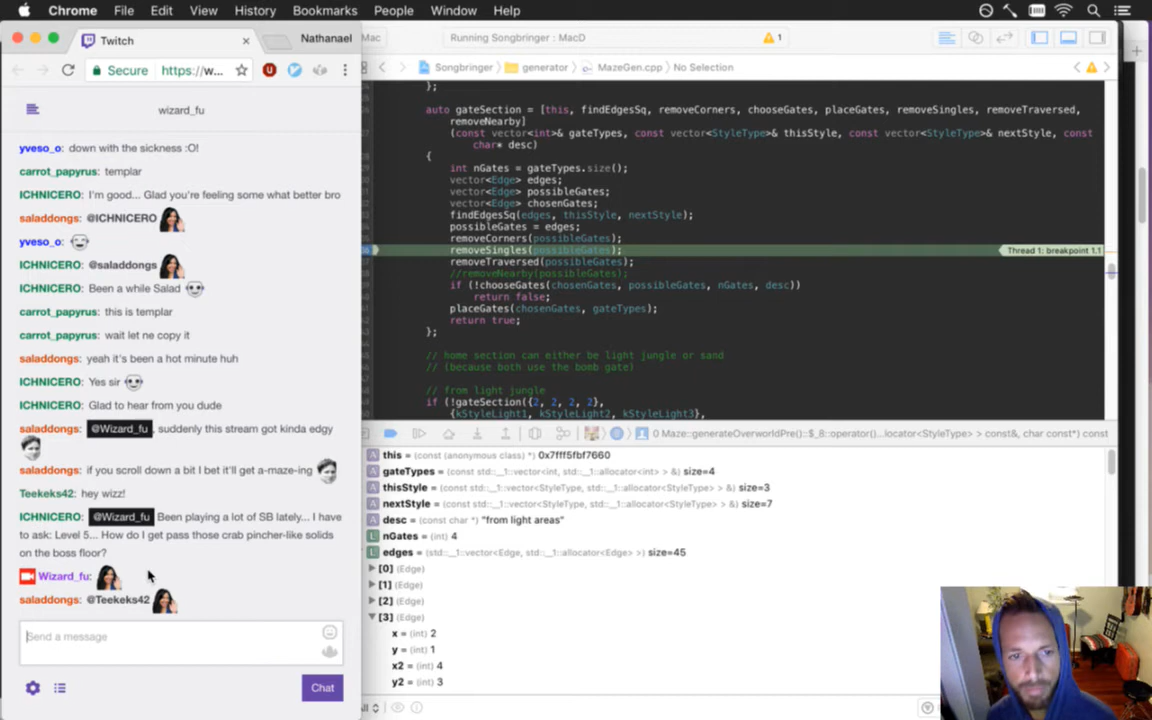 Chrome File Edit View History Bookmarks People Window Help
Twitch
Nathanael
Mac
Running Songbringer : MacD
1
Secure https://w...
Songbringer generator MazeGen.cpp No Selection
wizard_fu
yveso_o: down with the sickness :O!
carrot_papyrus: templar
ICHNICERO: I'm good... Glad you're feeling some what better bro
saladdongs: @ICHNICERO
yveso_o:
ICHNICERO: @saladdongs
ICHNICERO: Been a while Salad
carrot_papyrus: this is templar
carrot_papyrus: wait let ne copy it
saladdongs: yeah it's been a hot minute huh
ICHNICERO: Yes sir
ICHNICERO: Glad to hear from you dude
saladdongs: @Wizard_fu, suddenly this stream got kinda edgy
saladdongs: if you scroll down a bit I bet it'll get a-maze-ing
Teekeks42: hey wizz!
ICHNICERO: @Wizard_fu Been playing a lot of SB lately... I have
to ask: Level 5... How do I get pass those crab pincher-like solids
on the boss floor?
Wizard_fu:
saladdongs: @Teekeks42
Send a message
Chat
};
auto gateSection = [this, findEdgesSq, removeCorners, chooseGates, placeGates, removeSingles, removeTraversed,
removeNearby]
(const vector<int>& gateTypes, const vector<StyleType>& thisStyle, const vector<StyleType>& nextStyle, const
char* desc)
{
int nGates = gateTypes.size();
vector<Edge> edges;
vector<Edge> possibleGates;
vector<Edge> chosenGates;
findEdgesSq(edges, thisStyle, nextStyle);
possibleGates = edges;
removeCorners(possibleGates);
removeSingles(possibleGates); Thread 1: breakpoint 1.1
removeTraversed(possibleGates);
//removeNearby(possibleGates);
if (!chooseGates(chosenGates, possibleGates, nGates, desc))
return false;
placeGates(chosenGates, gateTypes);
return true;
};
// home section can either be light jungle or sand
// (because both use the bomb gate)
// from light jungle
if (!gateSection({2, 2, 2, 2},
{kStyleLight1, kStyleLight2, kStyleLight3},
0 Maze::generateOverworldPre()::$_8::operator()...locator<StyleType> > const&, char const*) const
this = (const (anonymous class) *) 0x7fff5fbf7660
gateTypes = (const std::__1::vector<int, std::__1::allocator<int> > &) size=4
thisStyle = (const std::__1::vector<StyleType, std::__1::allocator<StyleType> > &) size=3
nextStyle = (const std::__1::vector<StyleType, std::__1::allocator<StyleType> > &) size=7
desc = (const char *) "from light areas"
nGates = (int) 4
edges = (std::__1::vector<Edge, std::__1::allocator<Edge> >) size=45
[0] (Edge)
[1] (Edge)
[2] (Edge)
[3] (Edge)
x = (int) 2
y = (int) 1
x2 = (int) 4
y2 = (int) 3